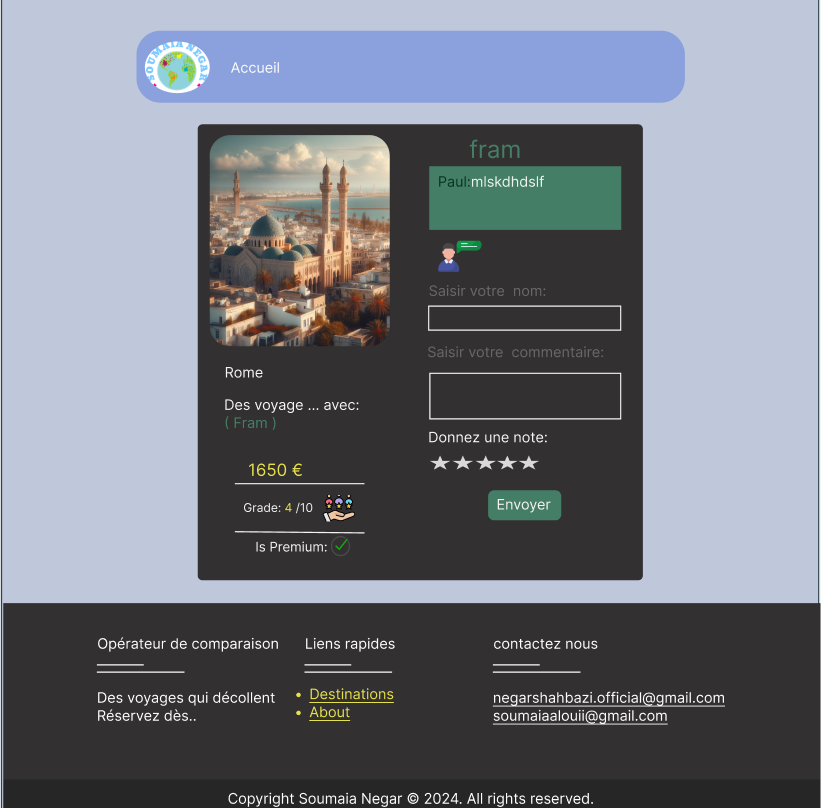 SOUMAIA NEGAR
Accueil
fram
Paul:mlskdhdslf
Saisir votre nom:
Saisir votre commentaire:
Donnez une note:
Envoyer
Rome
Des voyage ... avec:
( Fram )
1650 €
Grade: 4 /10
Is Premium:
Opérateur de comparaison
Des voyages qui décollent
Réservez dès..
Liens rapides
Destinations
About
contactez nous
negarshahbazi.official@gmail.com
soumaiaalouii@gmail.com
Copyright Soumaia Negar © 2024. All rights reserved.